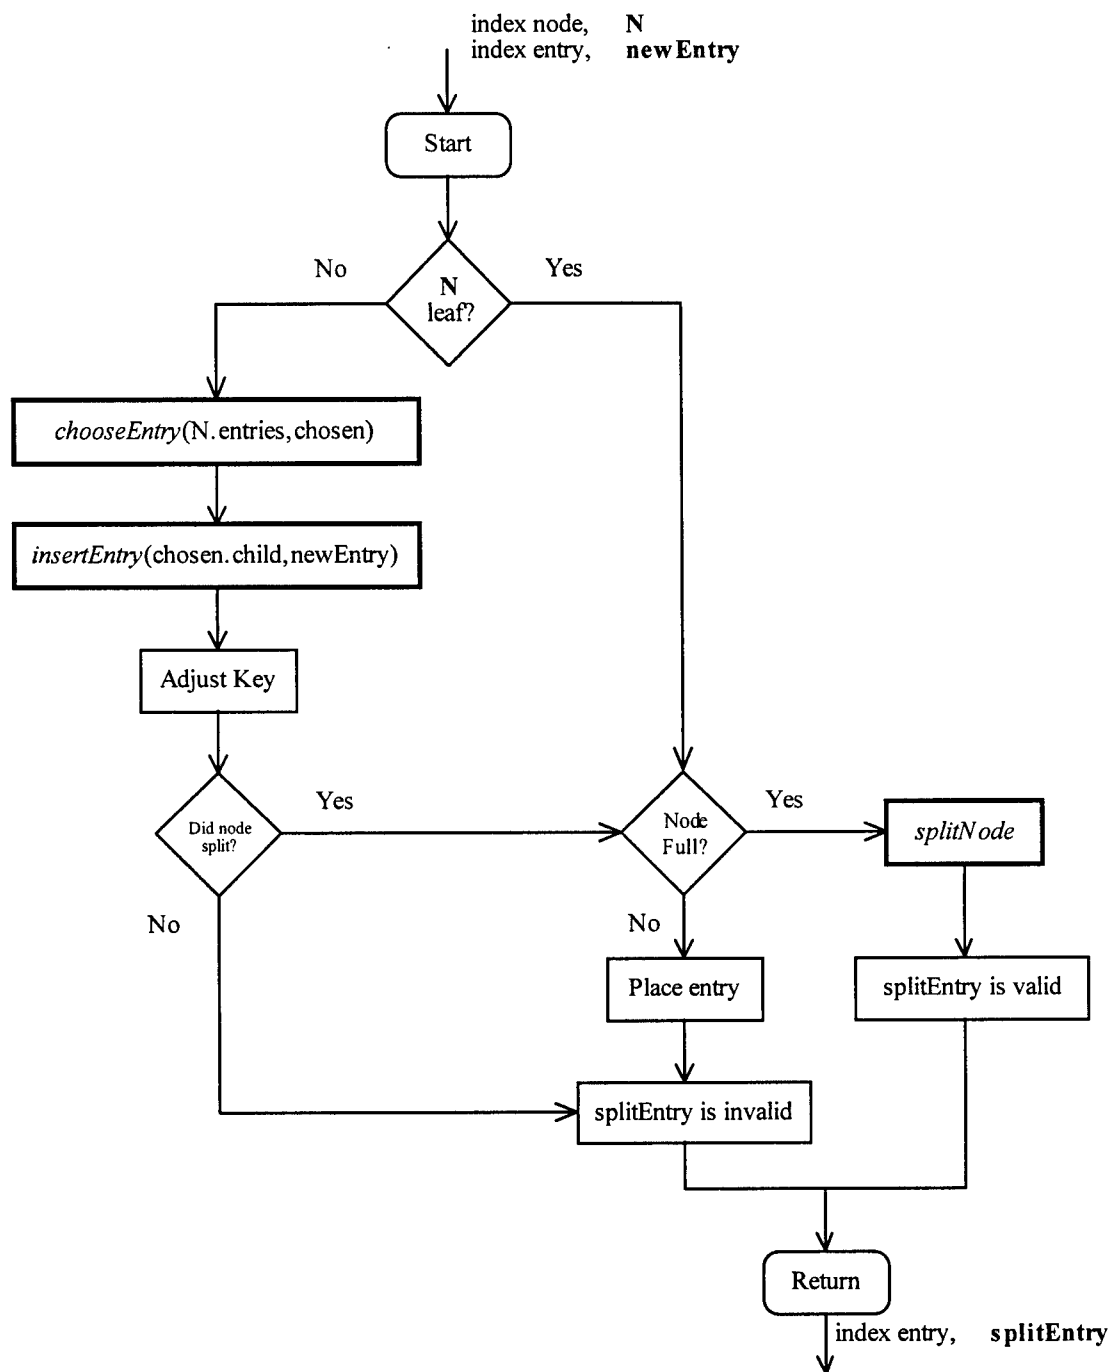 index node, N
index entry, newEntry
Start
No
Yes
N
leaf?
chooseEntry(N.entries,chosen)
insertEntry(chosen.child,newEntry)
Adjust Key
Did node
split?
Yes
No
Node
Full?
Yes
No
splitNode
Place entry
splitEntry is valid
splitEntry is invalid
Return
index entry, splitEntry